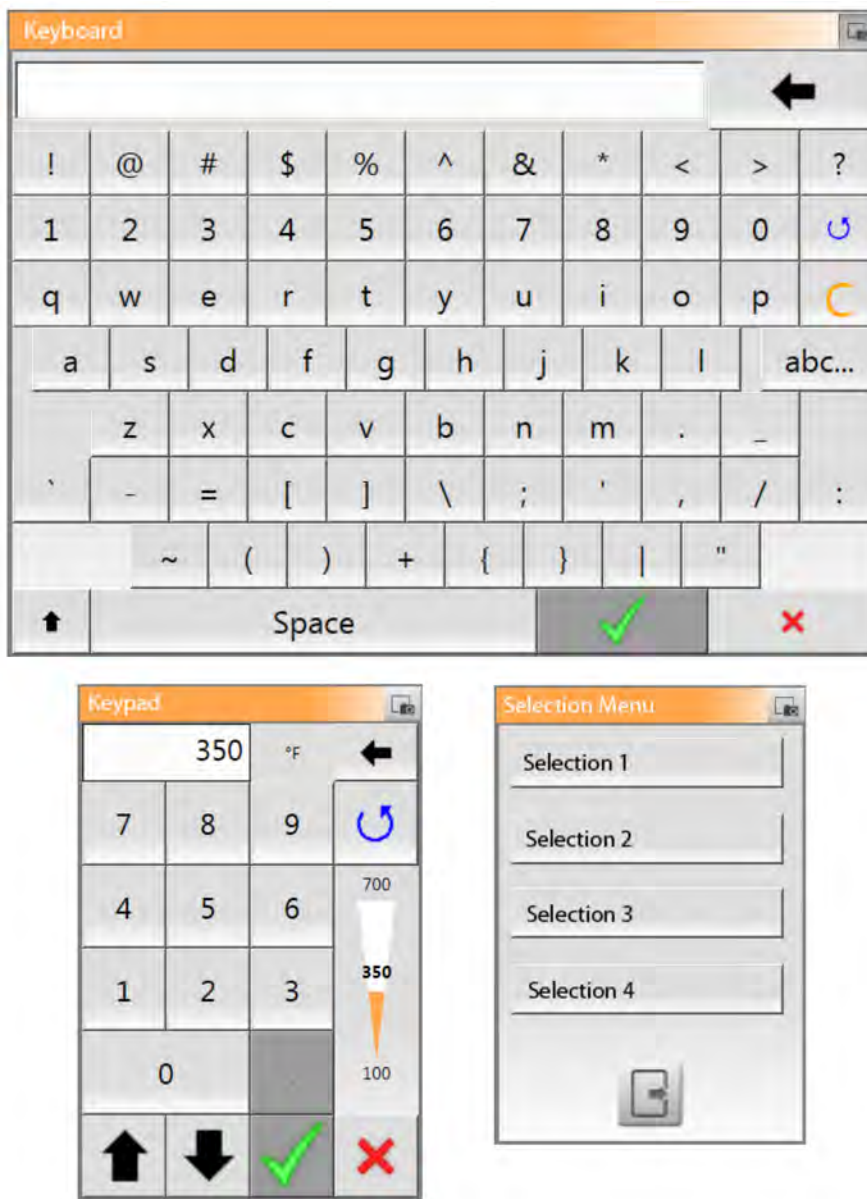 Keyboard
! @ # $ % ^ & * < > ?
1 2 3 4 5 6 7 8 9 0
q w e r t y u i o p
a s d f g h j k l abc...
z x c v b n m . _
` - = [ ] \ ; ' , / :
~ ( ) + { } | "
Space
Keypad
350 °F
7 8 9
4 5 6
1 2 3
0 .
700
350
100
Selection Menu
Selection 1
Selection 2
Selection 3
Selection 4